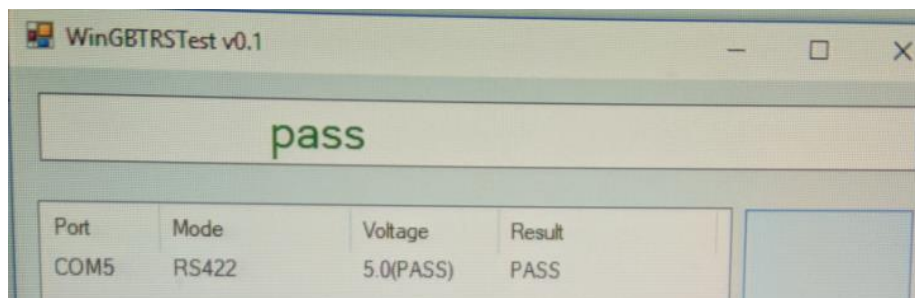 WinGBTRSTest v0.1
pass
Port Mode Voltage Result
COM5 RS422 5.0(PASS) PASS